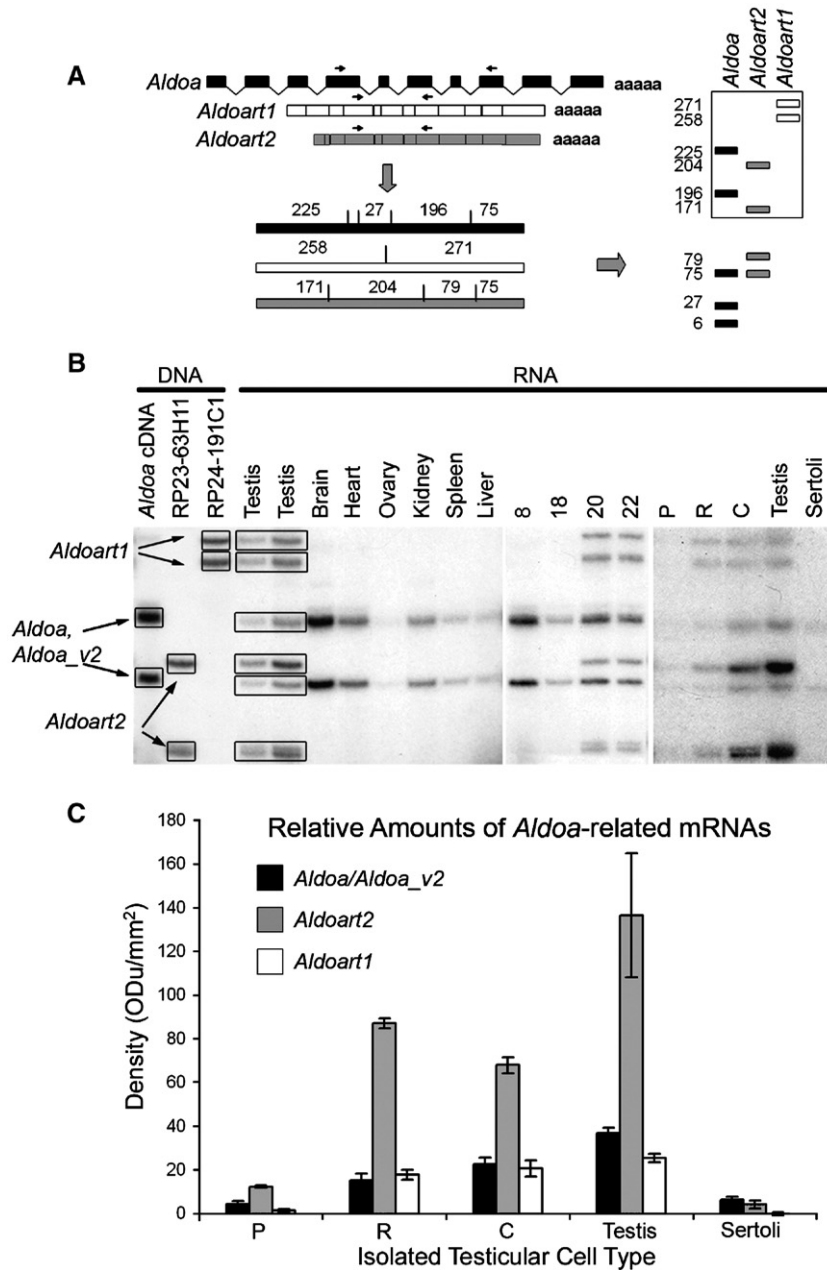 A
Aldoa
aaaaa
Aldoart1
aaaaa
Aldoart2
aaaaa
225 27 196 75
258 271
171 204 79 75
Aldoa
Aldoart2
Aldoart1
271
258
225
204
196
171
79
75
27
6
B
DNA
RNA
Aldoa cDNA
RP23-63H11
RP24-191C1
Testis
Testis
Brain
Heart
Ovary
Kidney
Spleen
Liver
8
18
20
22
P
R
C
Testis
Sertoli
Aldoart1
Aldoa,
Aldoa_v2
Aldoart2
C
Relative Amounts of Aldoa-related mRNAs
Aldoa/Aldoa_v2
Aldoart2
Aldoart1
Density (ODu/mm²)
180
160
140
120
100
80
60
40
20
0
P R C Testis Sertoli
Isolated Testicular Cell Type